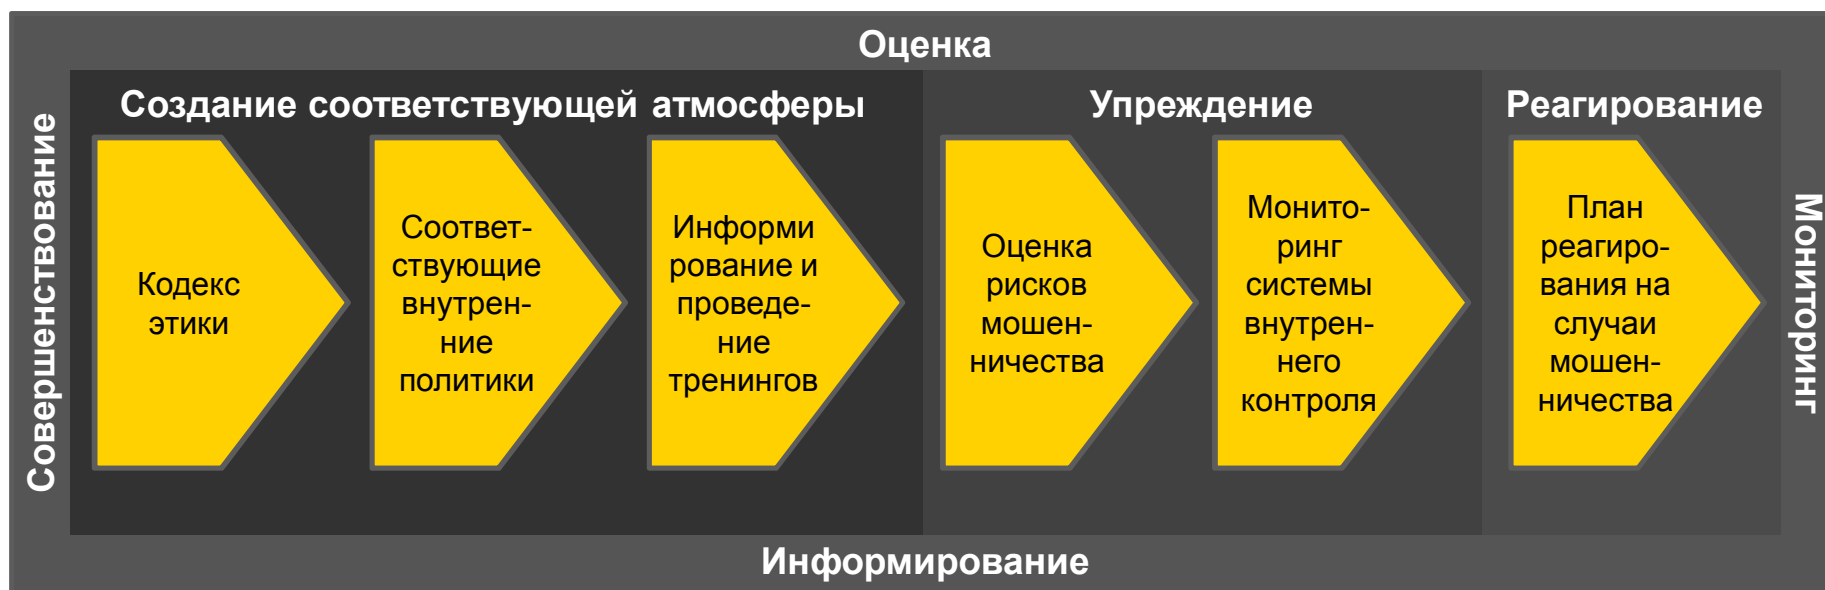 Оценка
Совершенствование
Создание соответствующей атмосферы
Кодекс
этики
Соответ-
ствующие
внутрен-
ние
политики
Информи
рование и
проведе-
ние
тренингов
Упреждение
Оценка
рисков
мошен-
ничества
Монито-
ринг
системы
внутрен-
него
контроля
Реагирование
План
реагиро-
вания на
случаи
мошен-
ничества
Мониторинг
Информирование